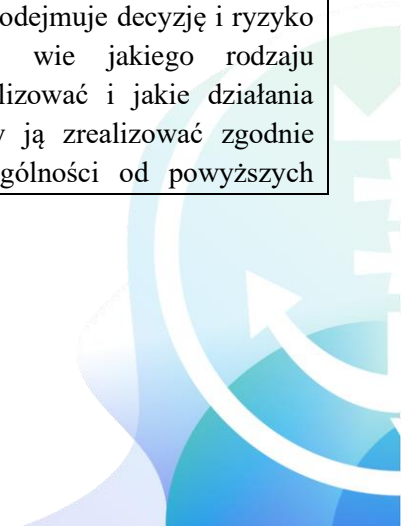 odejmuje decyzję i ryzyko
wie jakiego rodzaju
lizować i jakie działania
y ją zrealizować zgodnie
gólności od powyższych